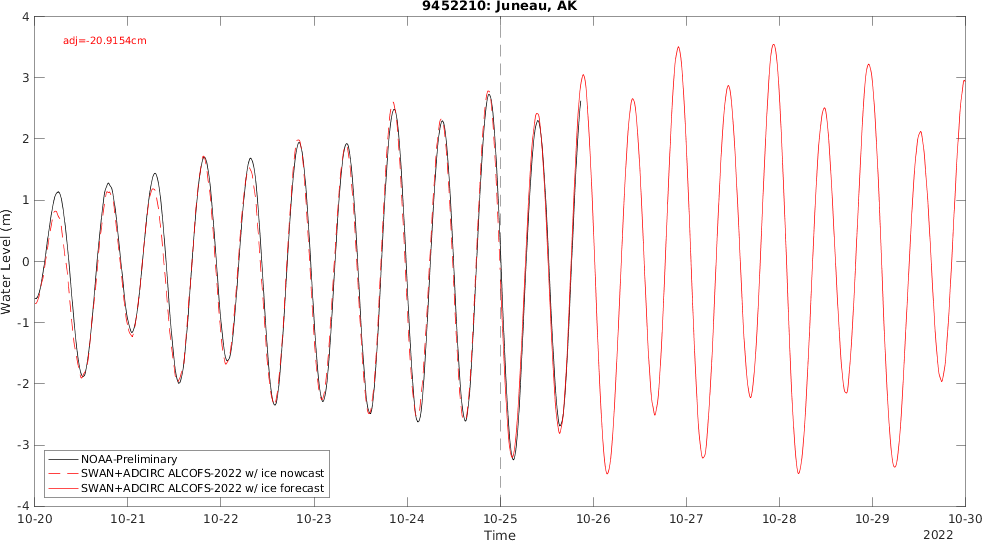 9452210: Juneau, AK
adj=-20.9154cm
Water Level (m)
4
3
2
1
0
-1
-2
-3
-4
NOAA-Preliminary
SWAN+ADCIRC ALCOFS-2022 w/ ice nowcast
SWAN+ADCIRC ALCOFS-2022 w/ ice forecast
10-20 10-21 10-22 10-23 10-24 10-25 10-26 10-27 10-28 10-29 10-30
Time
2022